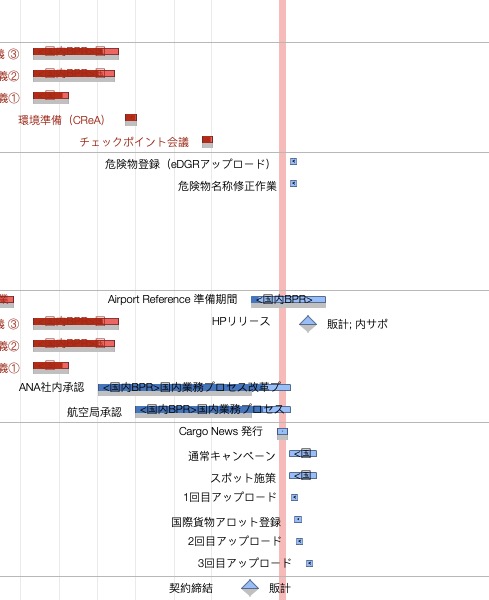 義 ③
義②
義①
環境準備（CReA）
チェックポイント会議
危険物登録（eDGRアップロード）
危険物名称修正作業
業
Airport Reference 準備期間 <国内BPR>
義 ③ HPリリース 販計; 内サポ
義②
義①
ANA社内承認 <国内BPR>国内業務プロセス改革プ
航空局承認 <国内BPR>国内業務プロセス
Cargo News 発行
通常キャンペーン <国
スポット施策 <国
1回目アップロード
国際貨物アロット登録
2回目アップロード
3回目アップロード
契約締結 販計